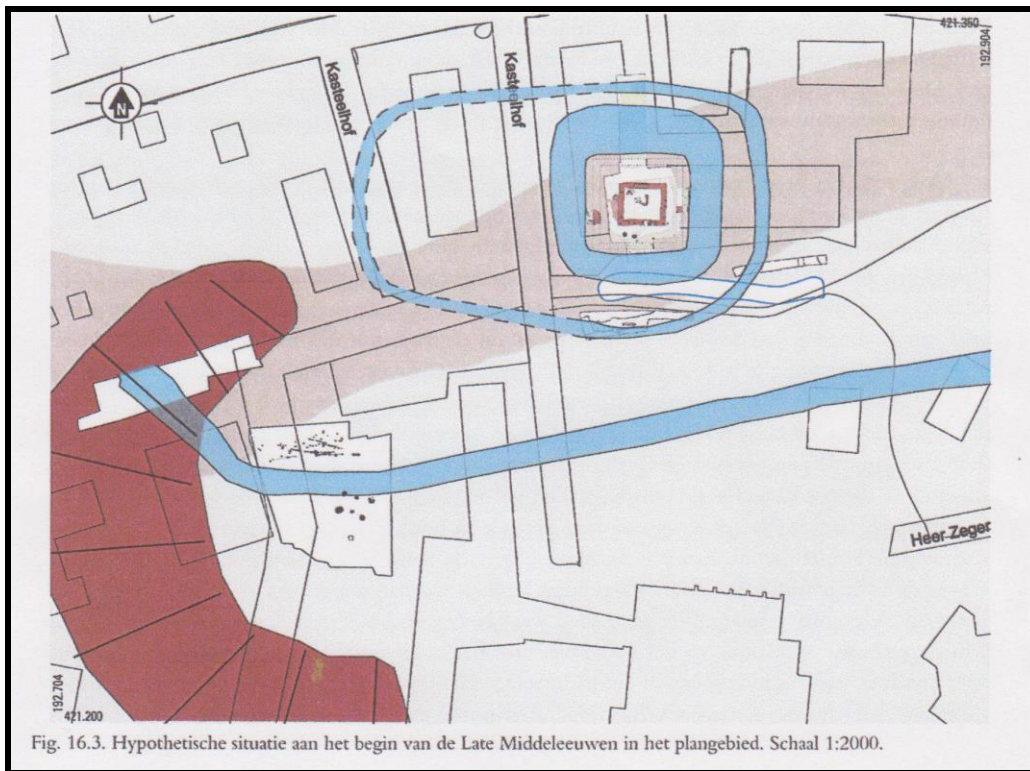 421.350
192.904
N
Kasteelhof
Kasteelhof
Heer Zeger
192.704
421.200
Fig. 16.3. Hypothetische situatie aan het begin van de Late Middeleeuwen in het plangebied. Schaal 1:2000.